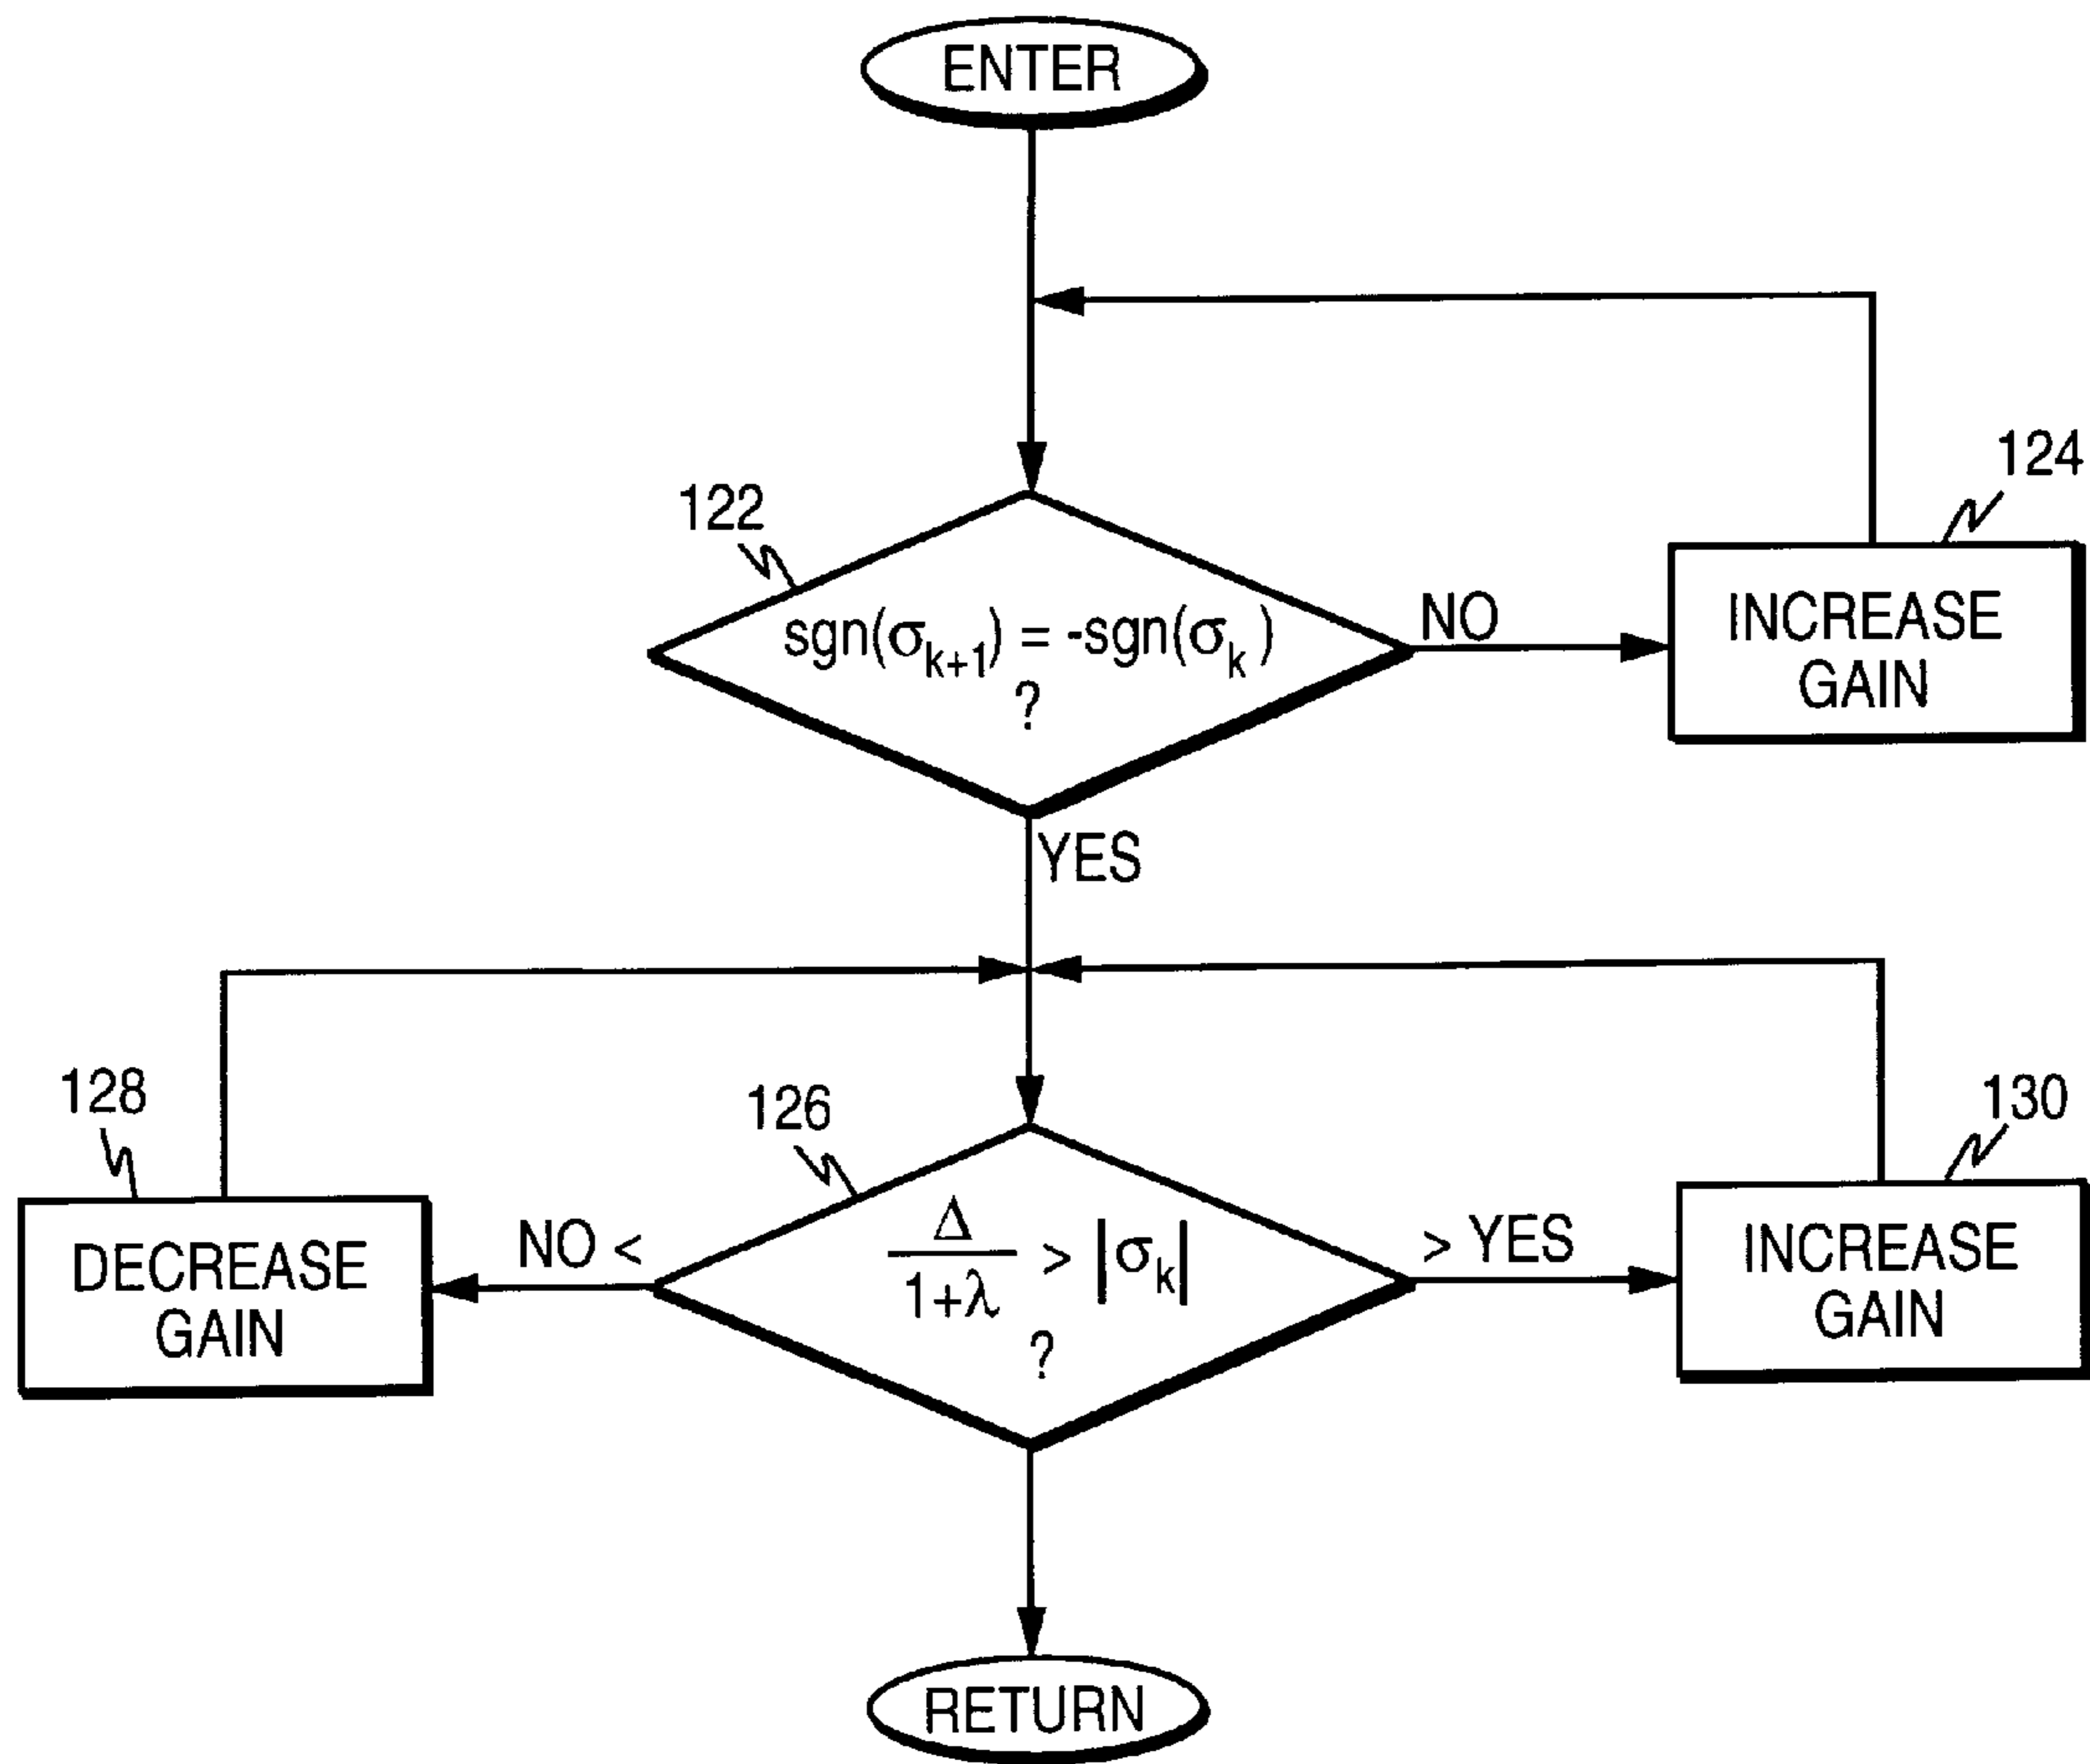 ENTER
124
122
sgn(σk+1) = -sgn(σk)
?
NO
INCREASE
GAIN
YES
128
126
130
DECREASE
GAIN
NO <
Δ
1+λ
> |σk|
?
> YES
INCREASE
GAIN
RETURN